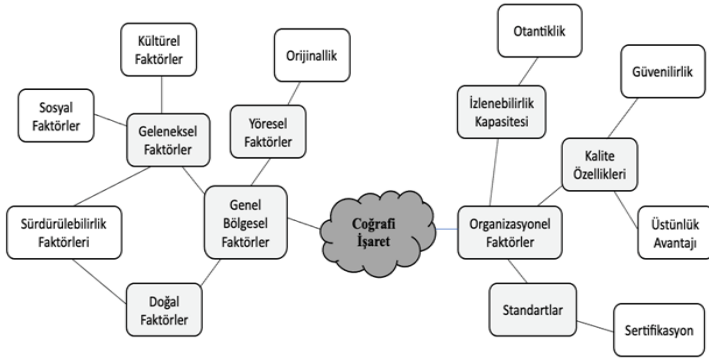 Kültürel
Faktörler
Orijinallik
Otantiklik
Güvenilirlik
Sosyal
Faktörler
Geleneksel
Faktörler
Yöresel
Faktörler
İzlenebilirlik
Kapasitesi
Kalite
Özellikleri
Sürdürülebilirlik
Faktörleri
Genel
Bölgesel
Faktörler
Coğrafi
İşaret
Organizasyonel
Faktörler
Üstünlük
Avantajı
Doğal
Faktörler
Standartlar
Sertifikasyon